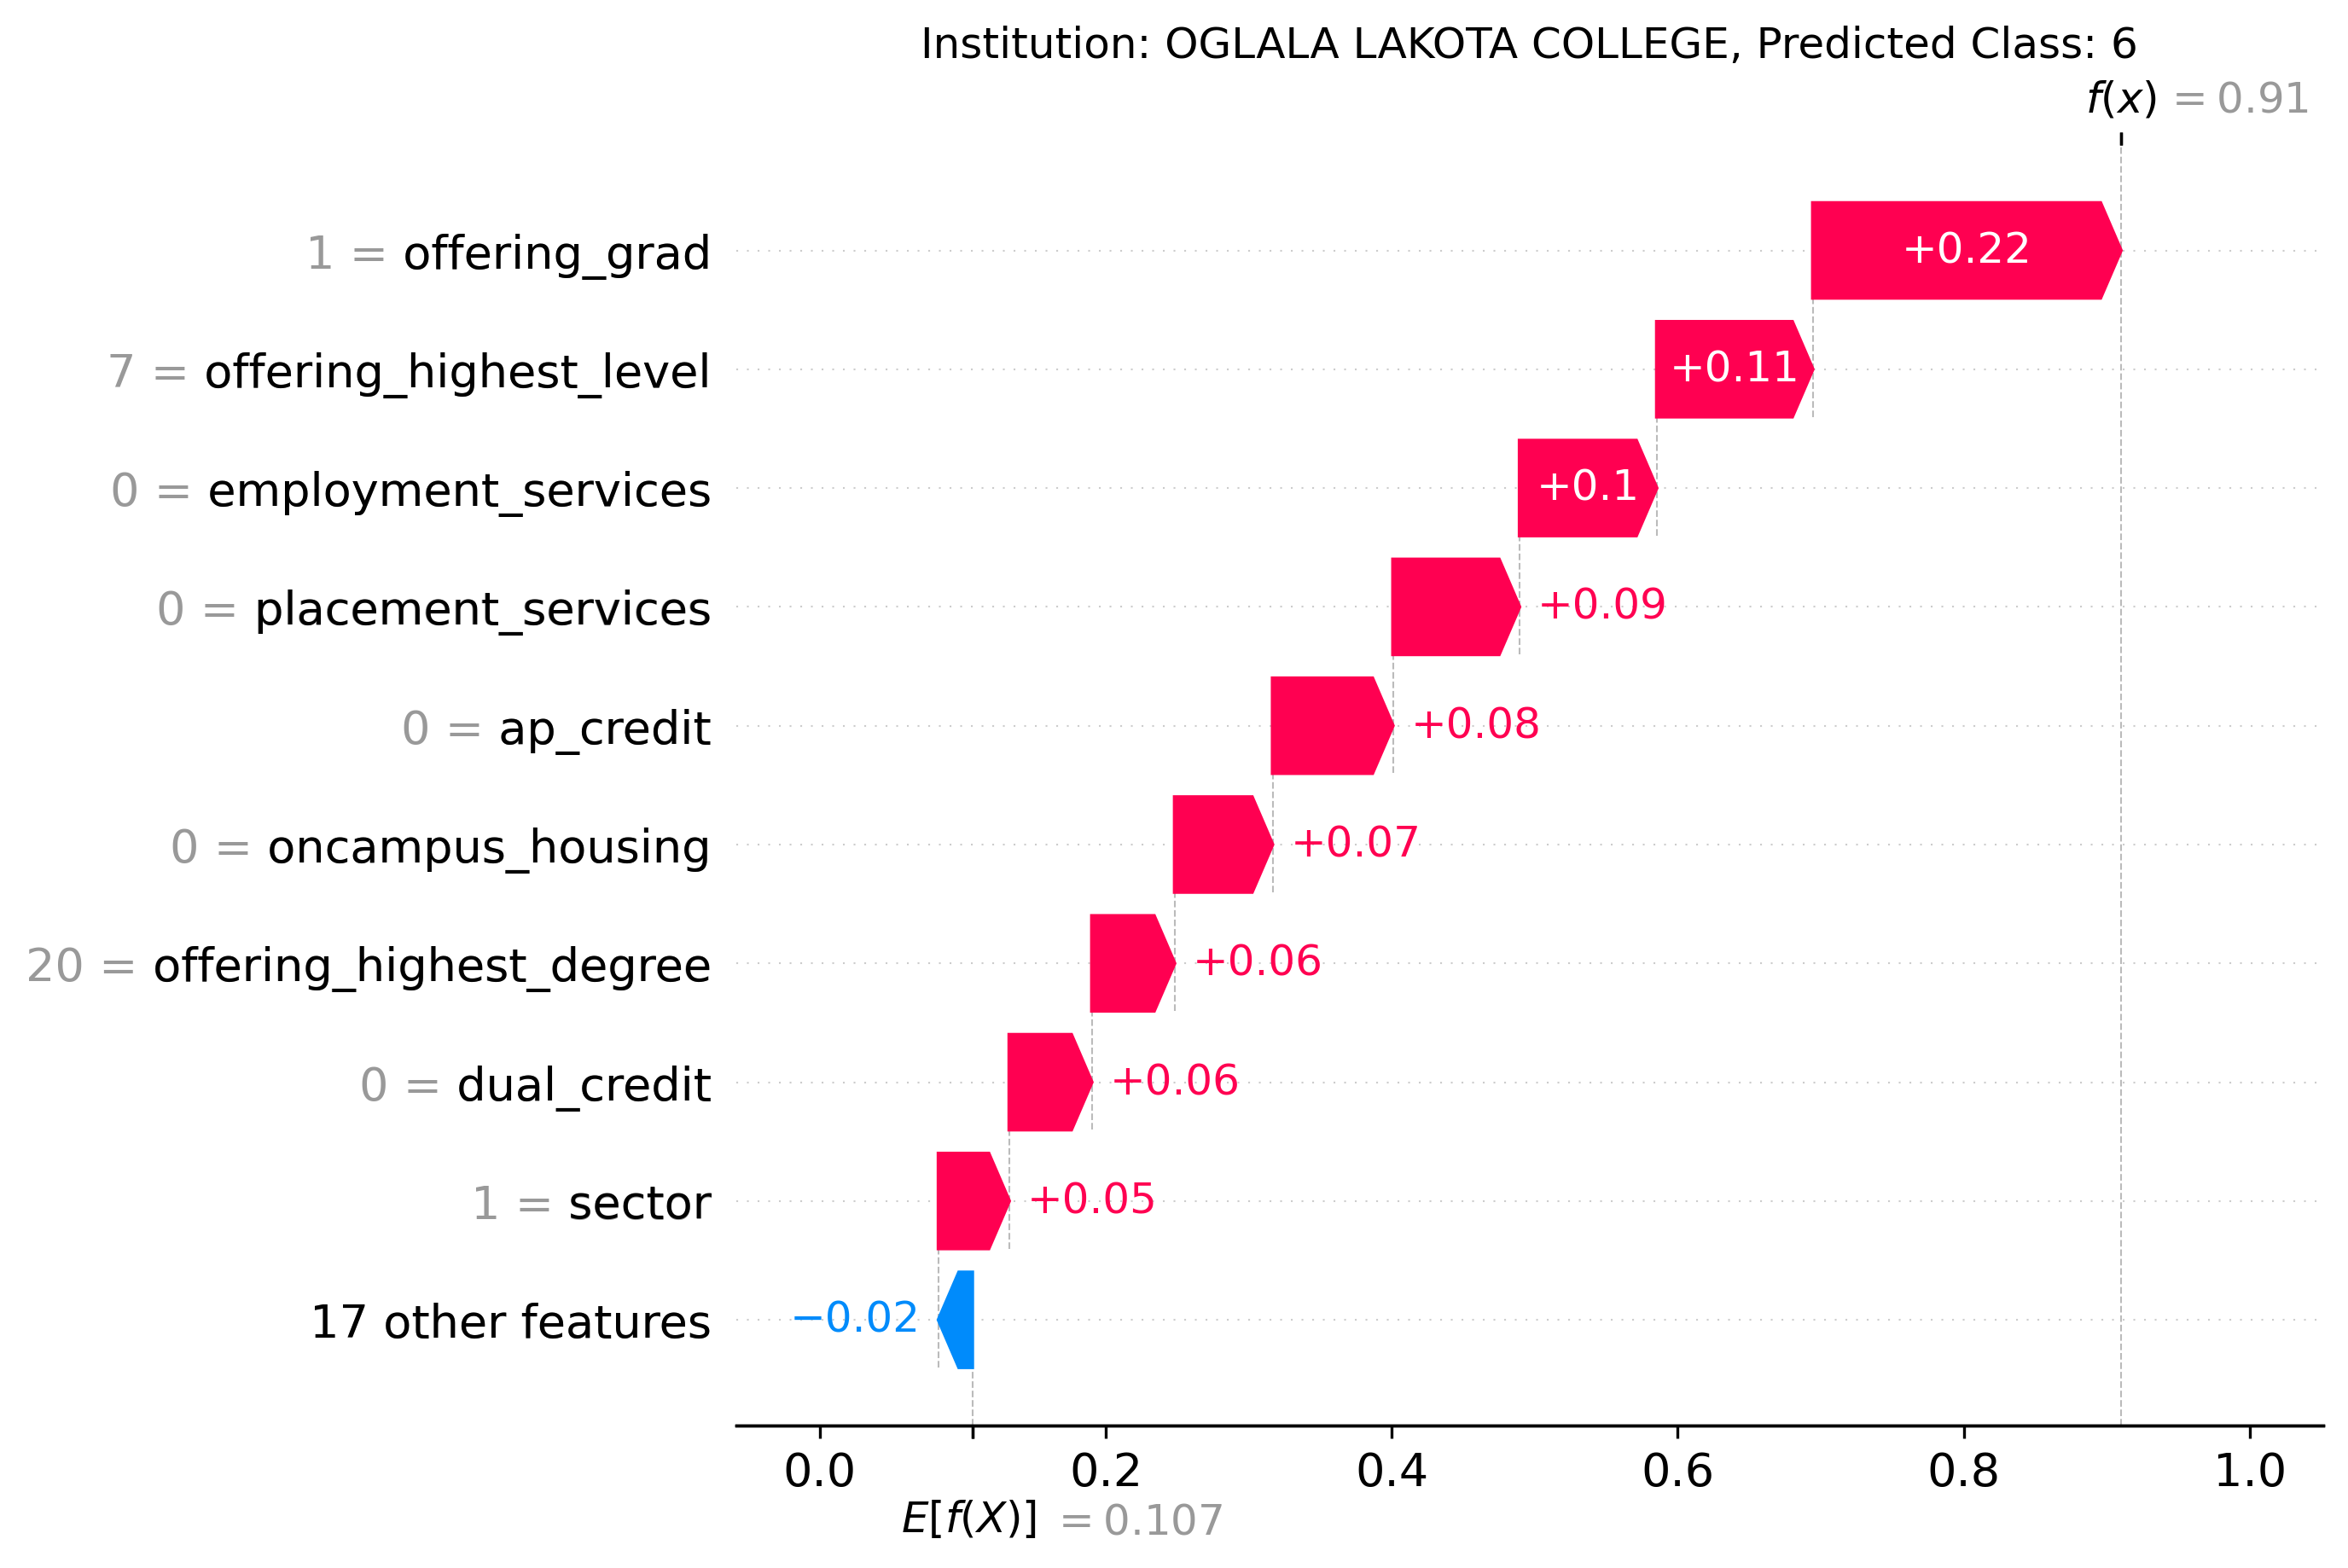 Institution: OGLALA LAKOTA COLLEGE, Predicted Class: 6
f(x) = 0.91
1 = offering_grad +0.22
7 = offering_highest_level +0.11
0 = employment_services +0.1
0 = placement_services +0.09
0 = ap_credit +0.08
0 = oncampus_housing +0.07
20 = offering_highest_degree +0.06
0 = dual_credit +0.06
1 = sector +0.05
17 other features −0.02
0.0 0.2 0.4 0.6 0.8 1.0
E[f(X)] = 0.107